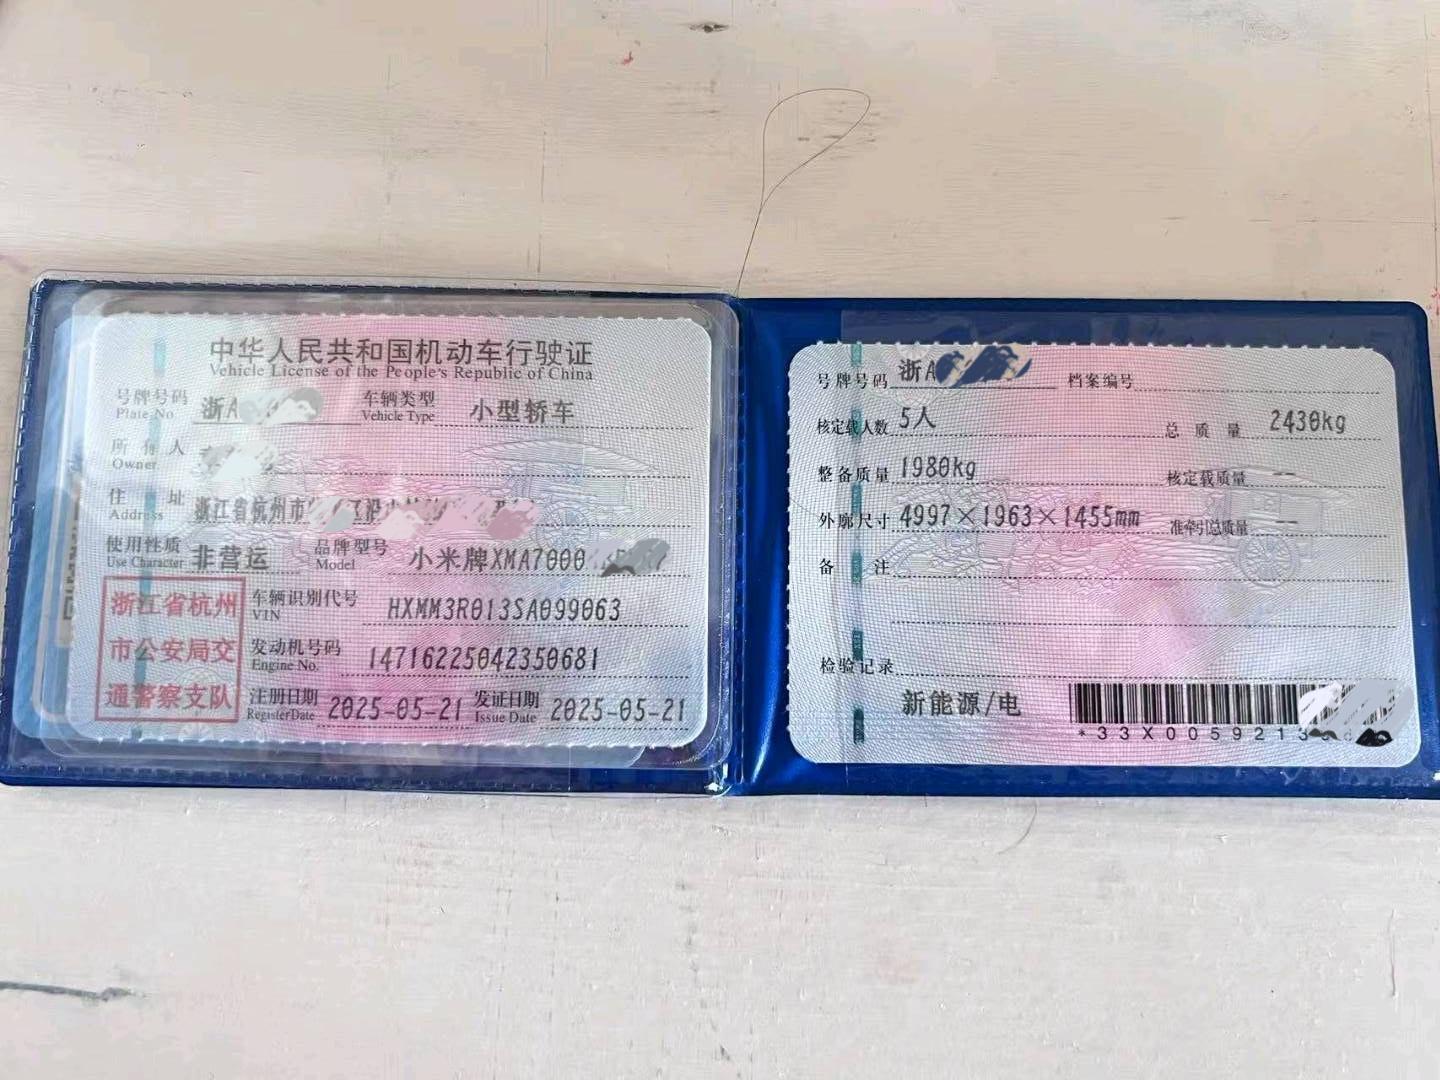 中华人民共和国机动车行驶证
Vehicle License of the People's Republic of China
号牌号码 浙A 车辆类型 小型轿车
Plate No Vehicle Type
所有人
Owner
住址 浙江省杭州市
Address
使用性质 非营运 品牌型号 小米牌XMA7000
Use Character Model
浙江省杭州
市公安局交
通警察支队
车辆识别代号 HXMM3R013SA099063
VIN
发动机号码 14716225042350681
Engine No.
注册日期 2025-05-21 发证日期 2025-05-21
Register Date Issue Date
号牌号码 浙A 档案编号
核定载人数 5人 总质量 2430kg
整备质量 1980kg 核定载质量 --
外廓尺寸 4997×1963×1455mm 准牵引总质量 --
备注
检验记录
新能源/电
*33X0059213